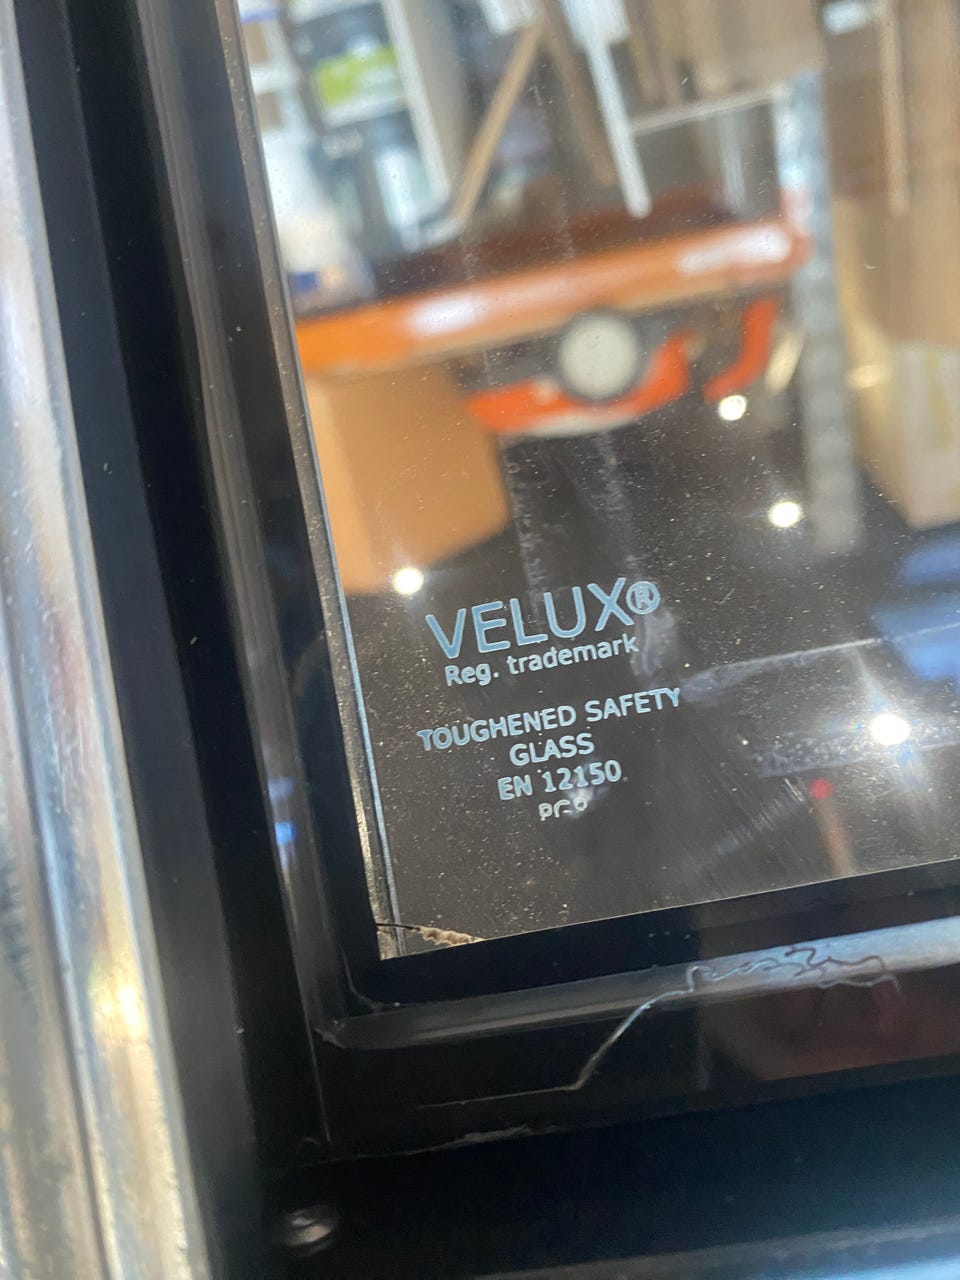 VELUX®
Reg. trademark
TOUGHENED SAFETY
GLASS
EN 12150